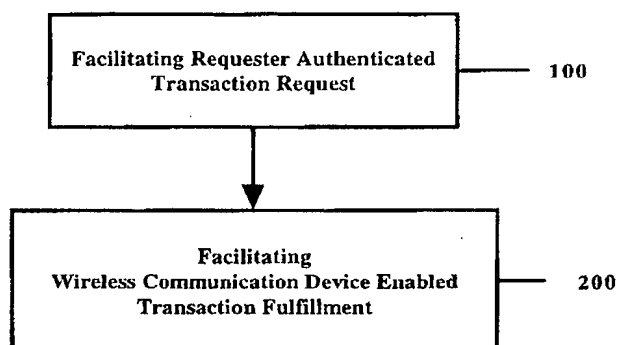 Facilitating Requester Authenticated
Transaction Request
100
Facilitating
Wireless Communication Device Enabled
Transaction Fulfillment
200